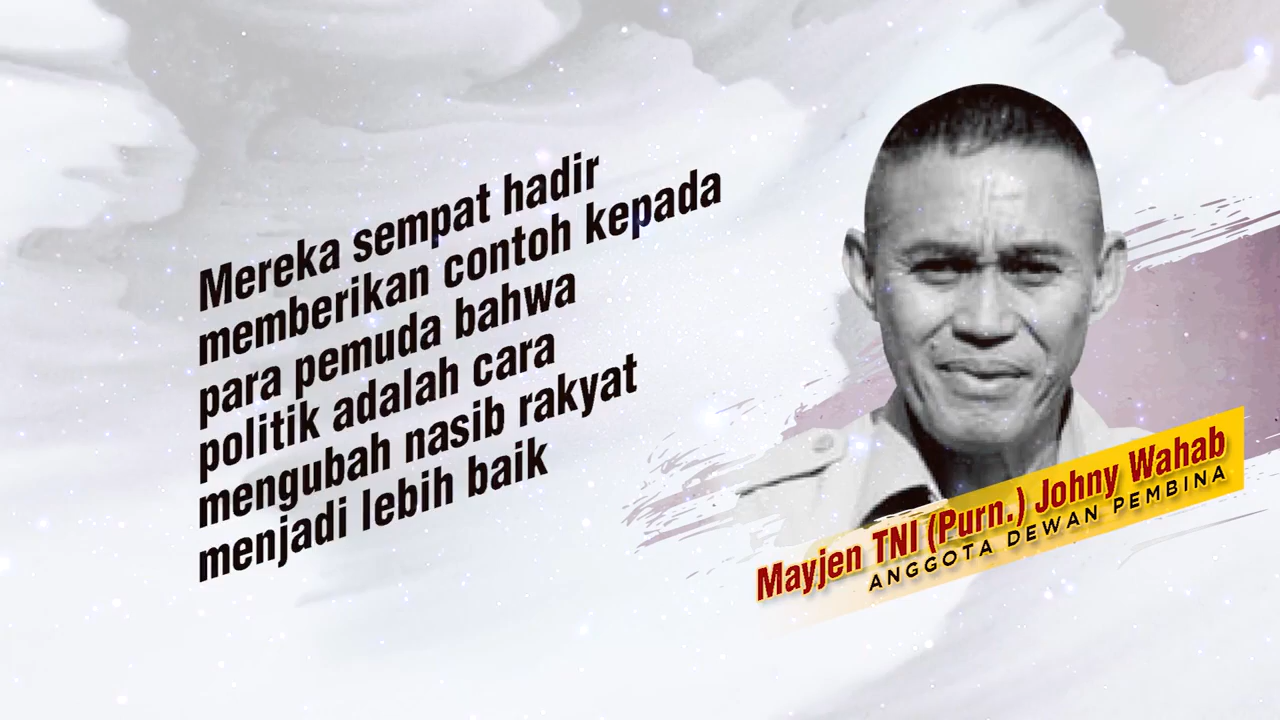 Mereka sempat hadir
memberikan contoh kepada
para pemuda bahwa
politik adalah cara
mengubah nasib rakyat
menjadi lebih baik
Mayjen TNI (Purn.) Johny Wahab
ANGGOTA DEWAN PEMBINA